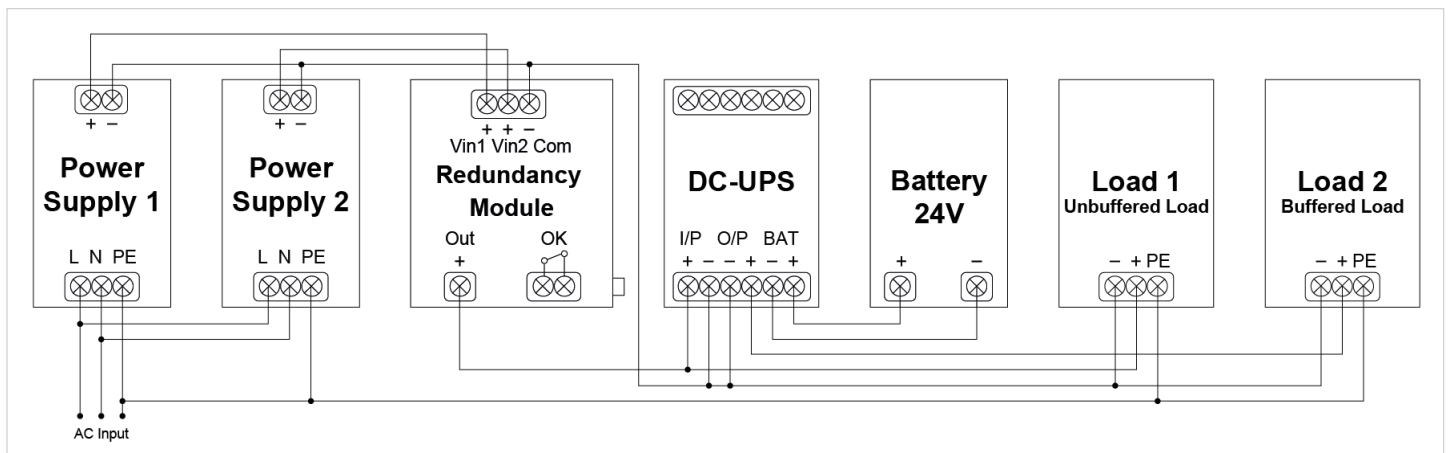 + −
Power
Supply 1
L N PE
+ −
Power
Supply 2
L N PE
+ + −
Vin1 Vin2 Com
Redundancy
Module
Out OK
+
DC-UPS
I/P O/P BAT
+ − − + − +
Battery
24V
+ −
Load 1
Unbuffered Load
− + PE
Load 2
Buffered Load
− + PE
AC Input